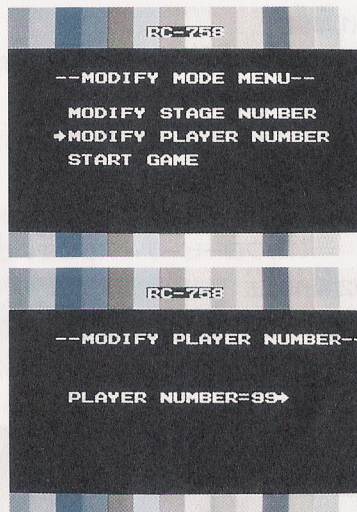 RC-758
--MODIFY MODE MENU--
MODIFY STAGE NUMBER
→MODIFY PLAYER NUMBER
START GAME
RC-758
--MODIFY PLAYER NUMBER--
PLAYER NUMBER=99→